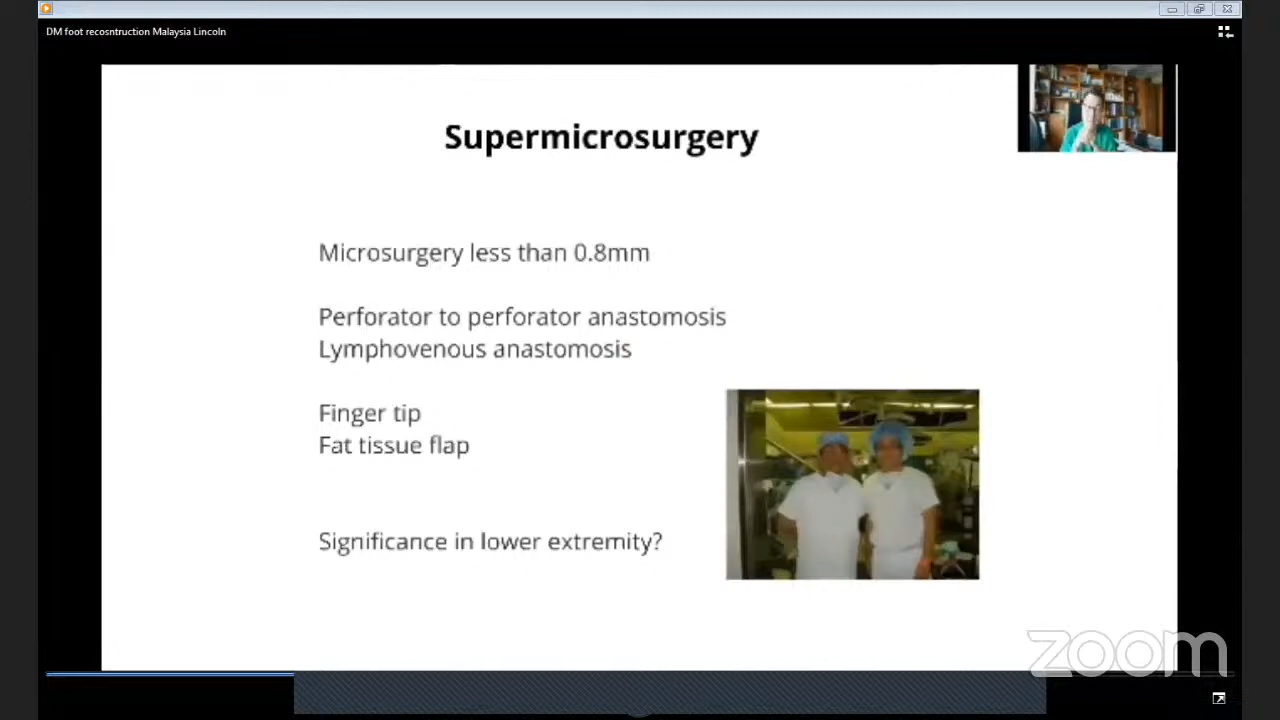 DM foot recosntruction Malaysia Lincoln
Supermicrosurgery
Microsurgery less than 0.8mm
Perforator to perforator anastomosis
Lymphovenous anastomosis
Finger tip
Fat tissue flap
Significance in lower extremity?
zoom